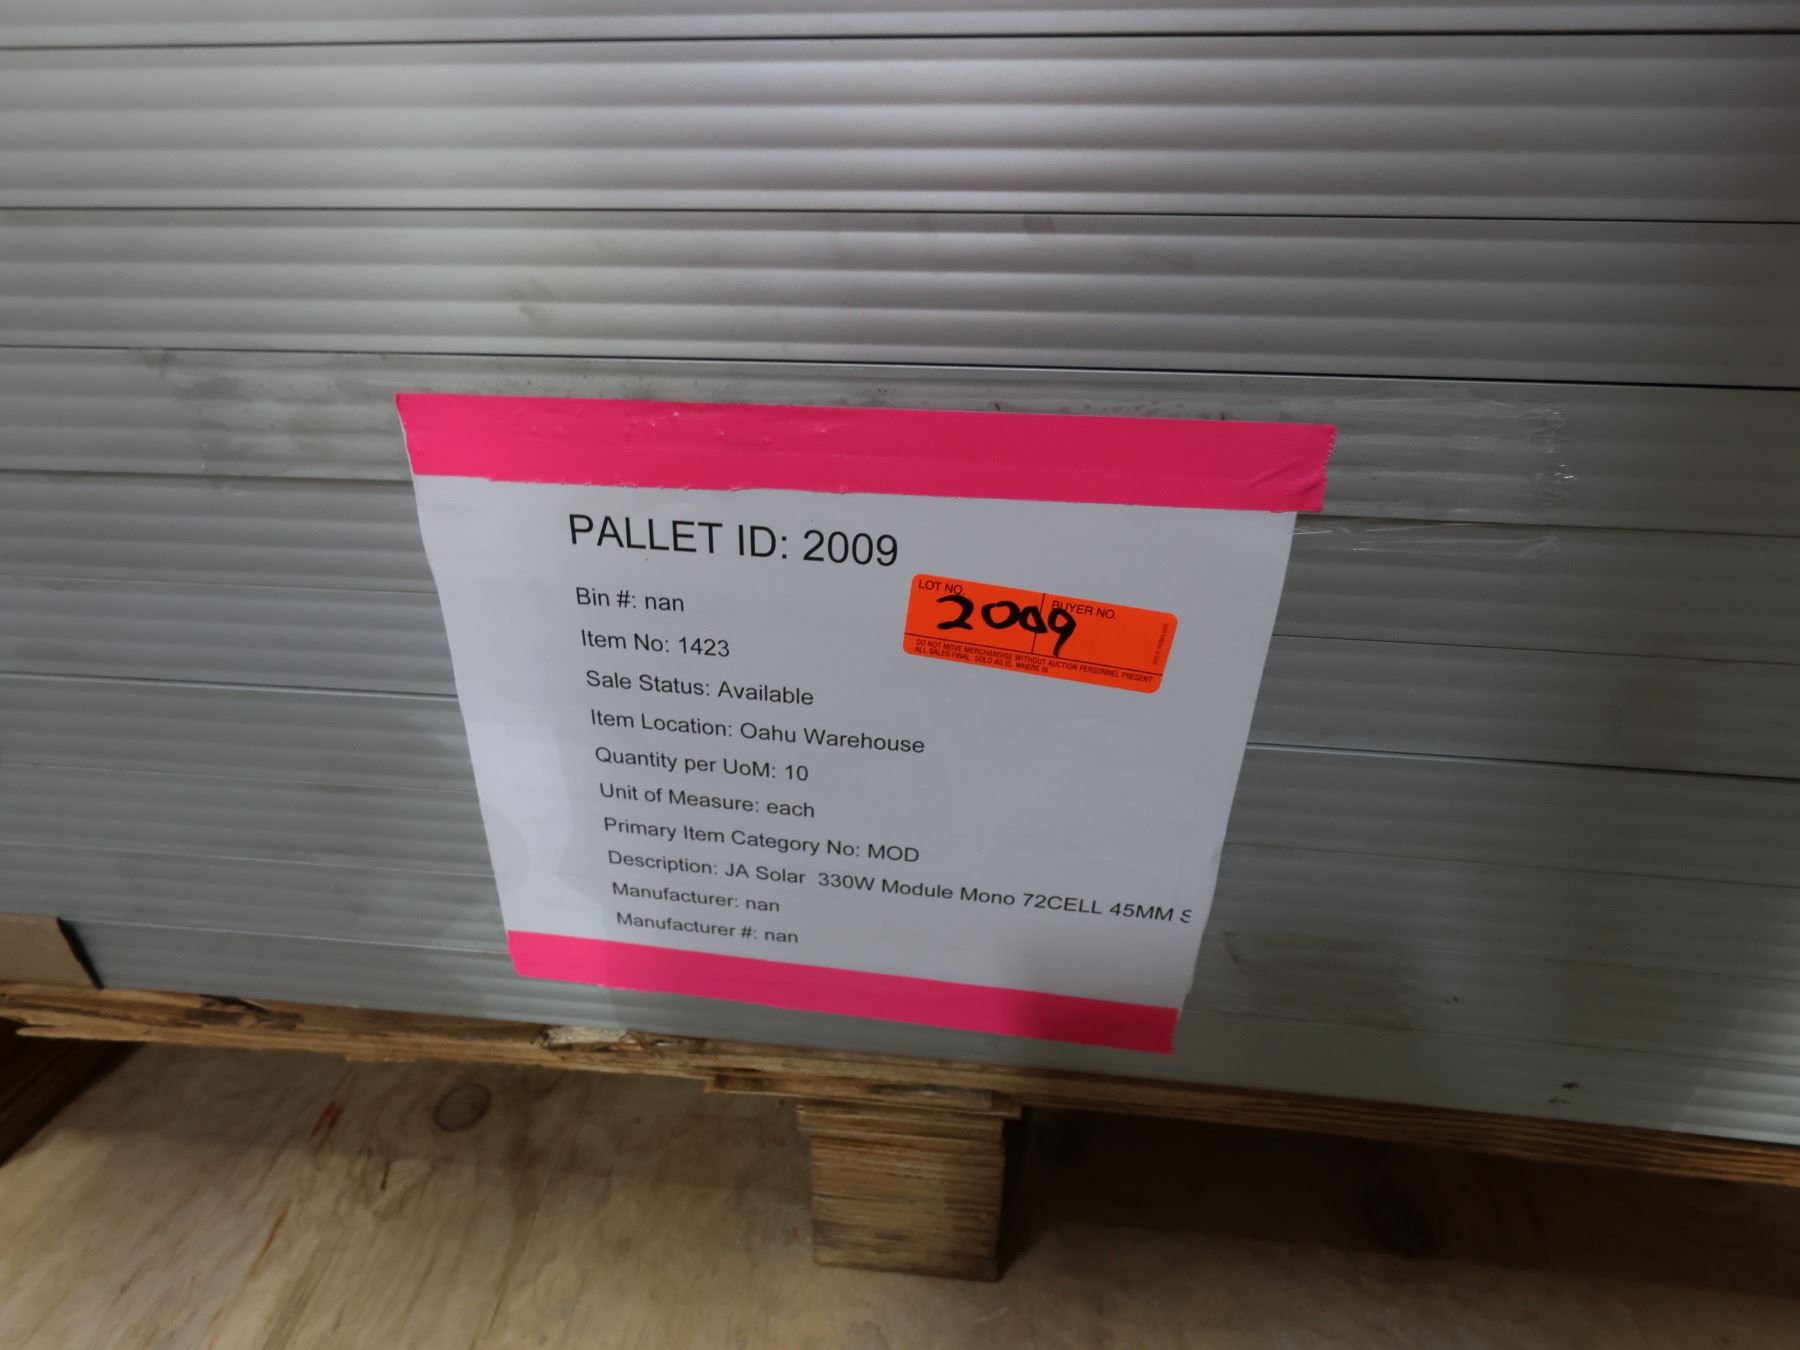 PALLET ID: 2009
Bin #: nan
Item No: 1423
Sale Status: Available
Item Location: Oahu Warehouse
Quantity per UoM: 10
Unit of Measure: each
Primary Item Category No: MOD
Description: JA Solar 330W Module Mono 72CELL 45MM S
Manufacturer: nan
Manufacturer #: nan
LOT NO.
BUYER NO.
2009
DO NOT MOVE MERCHANDISE WITHOUT AUCTION PERSONNEL PRESENT
ALL SALES FINAL. SOLD AS IS. WHERE IS.